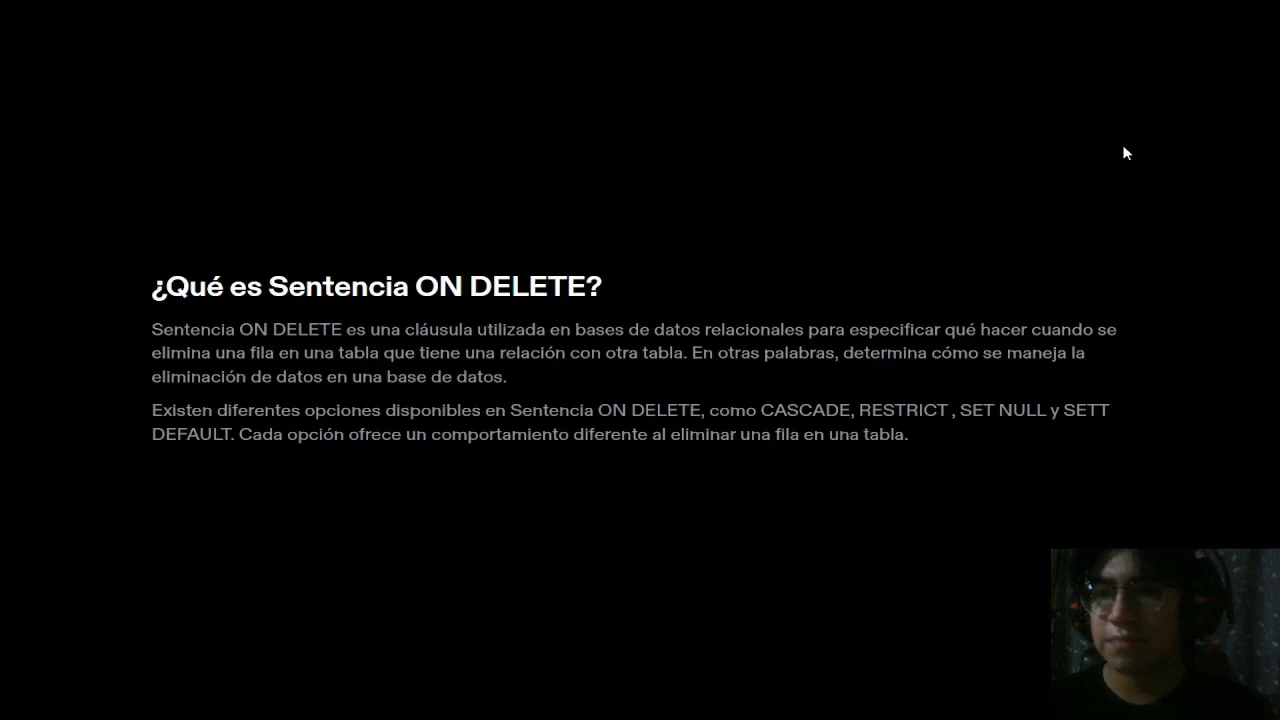 ¿Qué es Sentencia ON DELETE?
Sentencia ON DELETE es una cláusula utilizada en bases de datos relacionales para especificar qué hacer cuando se
elimina una fila en una tabla que tiene una relación con otra tabla. En otras palabras, determina cómo se maneja la
eliminación de datos en una base de datos.
Existen diferentes opciones disponibles en Sentencia ON DELETE, como CASCADE, RESTRICT , SET NULL y SETT
DEFAULT. Cada opción ofrece un comportamiento diferente al eliminar una fila en una tabla.